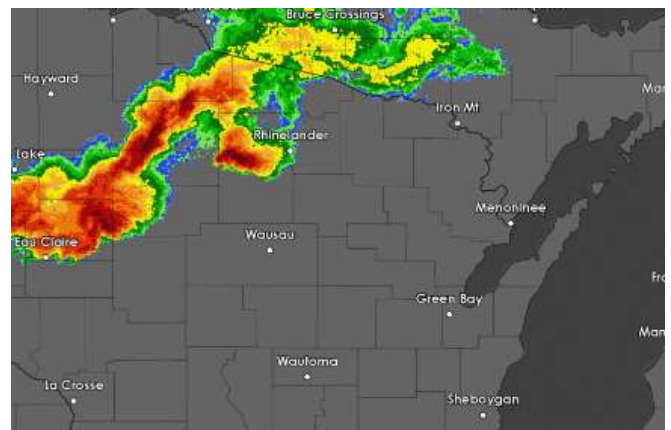 Bruce Crossings
Hayward
Iron Mt
Rhinelander
Lake
Menominee
Eau Claire
Wausau
Green Bay
Wautoma
La Crosse
Sheboygan